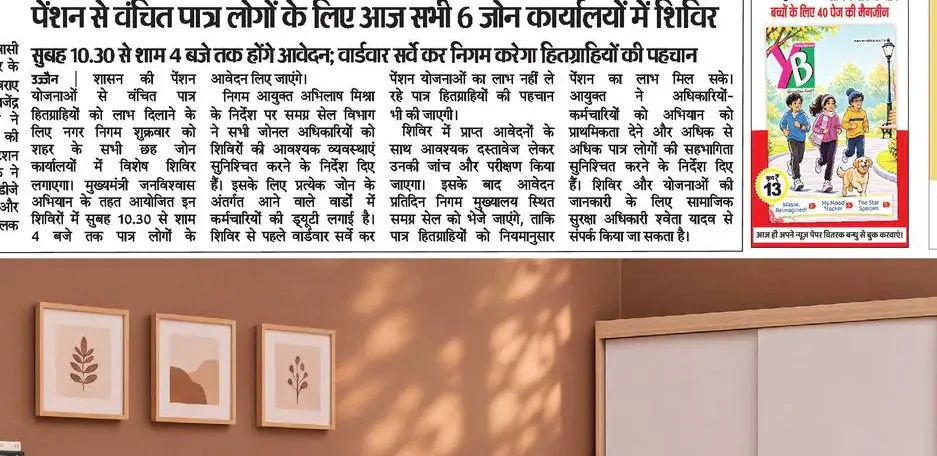 पेंशन से वंचित पात्र लोगों के लिए आज सभी 6 जोन कार्यालयों में शिविर
सुबह 10.30 से शाम 4 बजे तक होंगे आवेदन; वार्डवार सर्वे कर निगम करेगा हितग्राहियों की पहचान
उज्जैन | शासन की पेंशन
योजनाओं से वंचित पात्र
हितग्राहियों को लाभ दिलाने के
लिए नगर निगम शुक्रवार को
शहर के सभी छह जोन
कार्यालयों में विशेष शिविर
लगाएगा। मुख्यमंत्री जनविश्वास
अभियान के तहत आयोजित इन
शिविरों में सुबह 10.30 से शाम
4 बजे तक पात्र लोगों के
आवेदन लिए जाएंगे।
निगम आयुक्त अभिलाष मिश्रा
के निर्देश पर समग्र सेल विभाग
ने सभी जोनल अधिकारियों को
शिविरों की आवश्यक व्यवस्थाएं
सुनिश्चित करने के निर्देश दिए
हैं। इसके लिए प्रत्येक जोन के
अंतर्गत आने वाले वार्डों में
कर्मचारियों की ड्यूटी लगाई है।
शिविर से पहले वार्डवार सर्वे कर
पेंशन योजनाओं का लाभ नहीं ले
रहे पात्र हितग्राहियों की पहचान
भी की जाएगी।
शिविर में प्राप्त आवेदनों के
साथ आवश्यक दस्तावेज लेकर
उनकी जांच और परीक्षण किया
जाएगा। इसके बाद आवेदन
प्रतिदिन निगम मुख्यालय स्थित
समग्र सेल को भेजे जाएंगे, ताकि
पात्र हितग्राहियों को नियमानुसार
पेंशन का लाभ मिल सके।
आयुक्त ने अधिकारियों-
कर्मचारियों को अभियान को
प्राथमिकता देने और अधिक से
अधिक पात्र लोगों की सहभागिता
सुनिश्चित करने के निर्देश दिए
हैं। शिविर और योजनाओं की
जानकारी के लिए सामाजिक
सुरक्षा अधिकारी श्वेता यादव से
संपर्क किया जा सकता है।
बच्चों के लिए 40 पेज की मैगजीन
YB
13
Waste, Reimagined!
My Mood Tracker
The Star Species
आज ही अपने न्यूज़ पेपर वितरक बन्धु से बुक करवाएं।